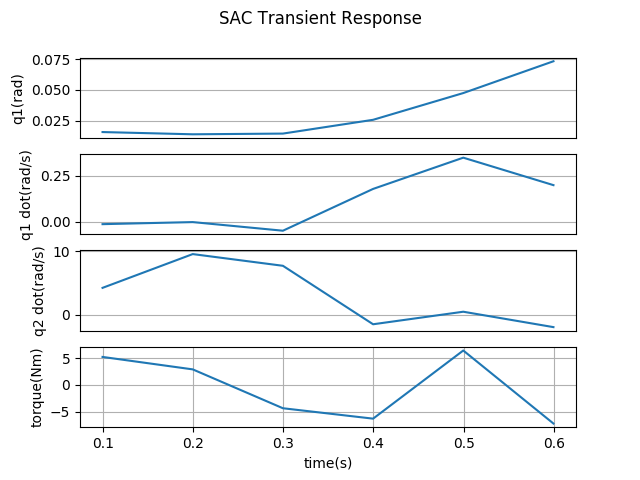 SAC Transient Response
0.075
0.050
0.025
q1(rad)
0.25
0.00
q1 dot(rad/s)
10
0
q2 dot(rad/s)
5
0
−5
torque(Nm)
0.1 0.2 0.3 0.4 0.5 0.6
time(s)